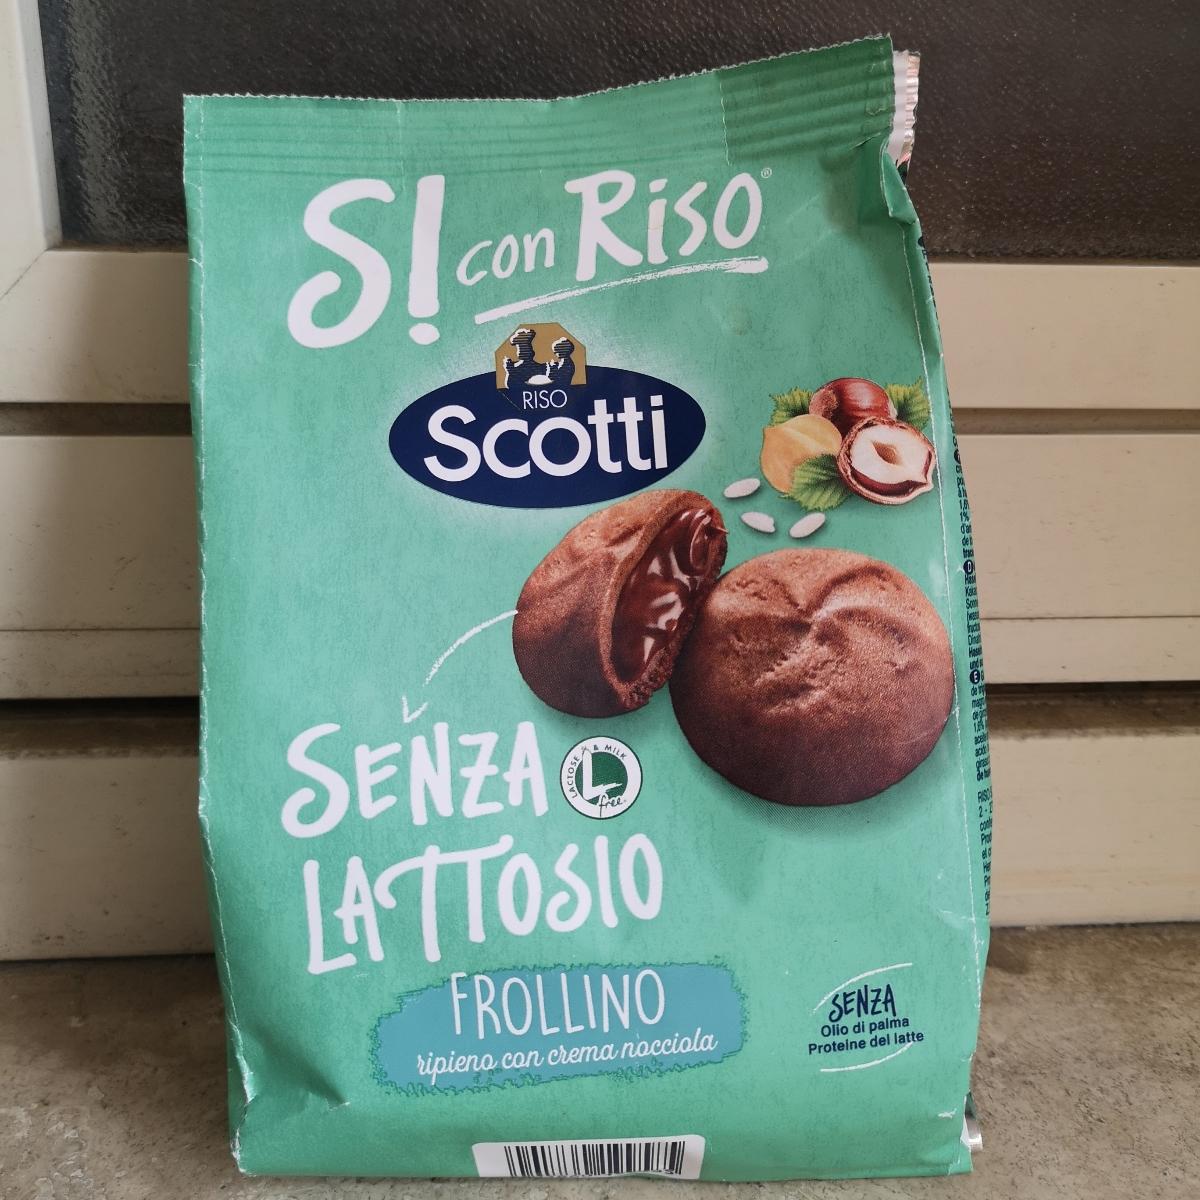 S! con Riso®
RISO
Scotti
SENZA
LACTOSE & MILK
free
LATTOSIO
FROLLINO
ripieno con crema nocciola
SENZA
Olio di palma
Proteine del latte